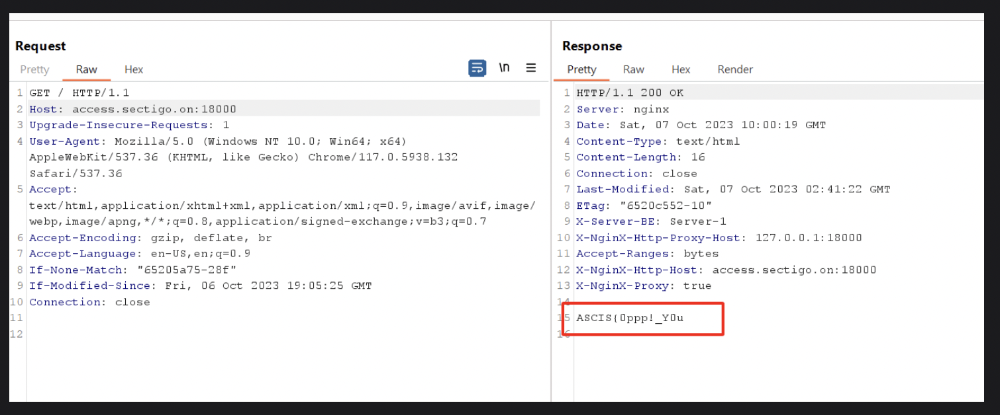 Request
Pretty Raw Hex \n
1 GET / HTTP/1.1
2 Host: access.sectigo.on:18000
3 Upgrade-Insecure-Requests: 1
4 User-Agent: Mozilla/5.0 (Windows NT 10.0; Win64; x64)
AppleWebKit/537.36 (KHTML, like Gecko) Chrome/117.0.5938.132
Safari/537.36
5 Accept:
text/html,application/xhtml+xml,application/xml;q=0.9,image/avif,image/
webp,image/apng,*/*;q=0.8,application/signed-exchange;v=b3;q=0.7
6 Accept-Encoding: gzip, deflate, br
7 Accept-Language: en-US,en;q=0.9
8 If-None-Match: "65205a75-28f"
9 If-Modified-Since: Fri, 06 Oct 2023 19:05:25 GMT
10 Connection: close
11
12
Response
Pretty Raw Hex Render
1 HTTP/1.1 200 OK
2 Server: nginx
3 Date: Sat, 07 Oct 2023 10:00:19 GMT
4 Content-Type: text/html
5 Content-Length: 16
6 Connection: close
7 Last-Modified: Sat, 07 Oct 2023 02:41:22 GMT
8 ETag: "6520c552-10"
9 X-Server-BE: Server-1
10 X-NginX-Http-Proxy-Host: 127.0.0.1:18000
11 Accept-Ranges: bytes
12 X-NginX-Http-Host: access.sectigo.on:18000
13 X-NginX-Proxy: true
14
15 ASCIS{0ppp!_Y0u
16